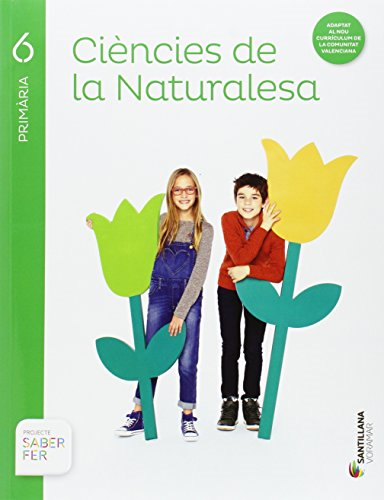 6
PRIMÀRIA
Ciències de
la Naturalesa
ADAPTAT
AL NOU
CURRÍCULUM DE
LA COMUNITAT
VALENCIANA
PROJECTE
SABER
FER
SANTILLANA
VORAMAR